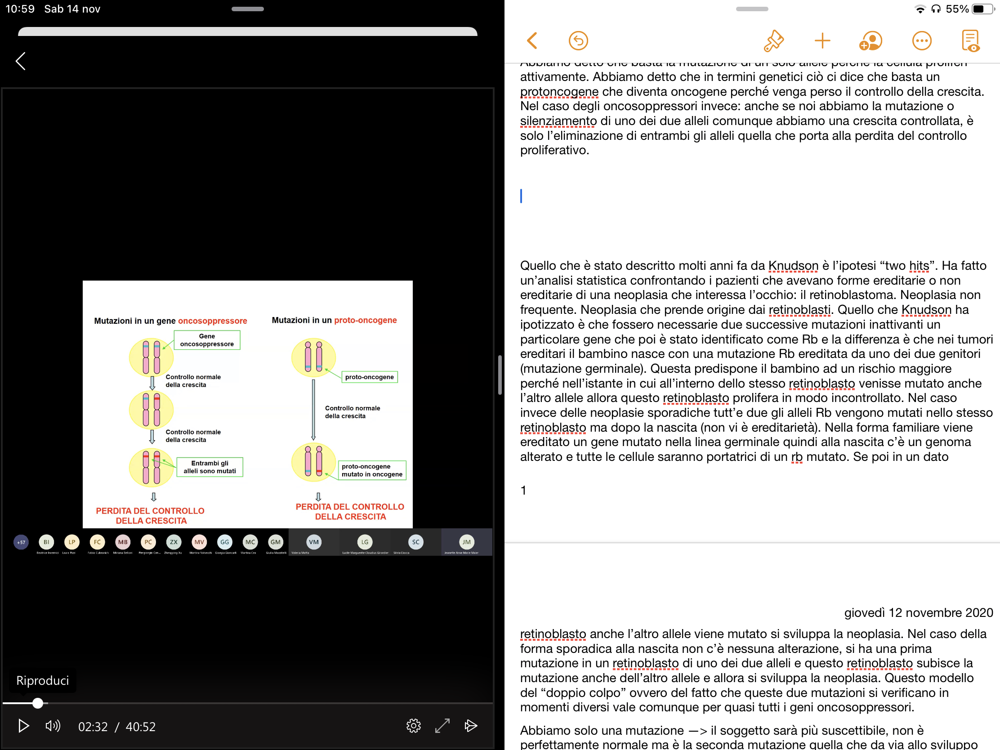 10:59 Sab 14 nov
55%
Mutazioni in un gene oncosoppressore
Gene
oncosoppressore
Controllo normale
della crescita
Controllo normale
della crescita
Entrambi gli
alleli sono mutati
PERDITA DEL CONTROLLO
DELLA CRESCITA
Mutazioni in un proto-oncogene
proto-oncogene
Controllo normale
della crescita
proto-oncogene
mutato in oncogene
PERDITA DEL CONTROLLO
DELLA CRESCITA
+57 BI LP FC MB PC ZX MV GG MC GM VM LG SC JM
Beatrice Invernici Laura Pizzi Fabio Cubranich Miriana Belloni Piergiorgio Can... Zhengying Xu Martina Valsecchi Giorgia Giancarli Martina Cea Giulia Mazzitelli Valeria Motta Lucile Marguerite Claudius Girardier Silvia Ciocca Jeanette Anne Marie Maier
Riproduci
02:32 / 40:52
Abbiamo detto che basta la mutazione di un solo allele perché la cellula proliferi
attivamente. Abbiamo detto che in termini genetici ciò ci dice che basta un
protoncogene che diventa oncogene perché venga perso il controllo della crescita.
Nel caso degli oncosoppressori invece: anche se noi abbiamo la mutazione o
silenziamento di uno dei due alleli comunque abbiamo una crescita controllata, è
solo l’eliminazione di entrambi gli alleli quella che porta alla perdita del controllo
proliferativo.
Quello che è stato descritto molti anni fa da Knudson è l’ipotesi “two hits”. Ha fatto
un’analisi statistica confrontando i pazienti che avevano forme ereditarie o non
ereditarie di una neoplasia che interessa l’occhio: il retinoblastoma. Neoplasia non
frequente. Neoplasia che prende origine dai retinoblasti. Quello che Knudson ha
ipotizzato è che fossero necessarie due successive mutazioni inattivanti un
particolare gene che poi è stato identificato come Rb e la differenza è che nei tumori
ereditari il bambino nasce con una mutazione Rb ereditata da uno dei due genitori
(mutazione germinale). Questa predispone il bambino ad un rischio maggiore
perché nell’istante in cui all’interno dello stesso retinoblasto venisse mutato anche
l’altro allele allora questo retinoblasto prolifera in modo incontrollato. Nel caso
invece delle neoplasie sporadiche tutt’e due gli alleli Rb vengono mutati nello stesso
retinoblasto ma dopo la nascita (non vi è ereditarietà). Nella forma familiare viene
ereditato un gene mutato nella linea germinale quindi alla nascita c’è un genoma
alterato e tutte le cellule saranno portatrici di un rb mutato. Se poi in un dato
1
giovedì 12 novembre 2020
retinoblasto anche l’altro allele viene mutato si sviluppa la neoplasia. Nel caso della
forma sporadica alla nascita non c’è nessuna alterazione, si ha una prima
mutazione in un retinoblasto di uno dei due alleli e questo retinoblasto subisce la
mutazione anche dell’altro allele e allora si sviluppa la neoplasia. Questo modello
del “doppio colpo” ovvero del fatto che queste due mutazioni si verificano in
momenti diversi vale comunque per quasi tutti i geni oncosoppressori.
Abbiamo solo una mutazione —> il soggetto sarà più suscettibile, non è
perfettamente normale ma è la seconda mutazione quella che da via allo sviluppo